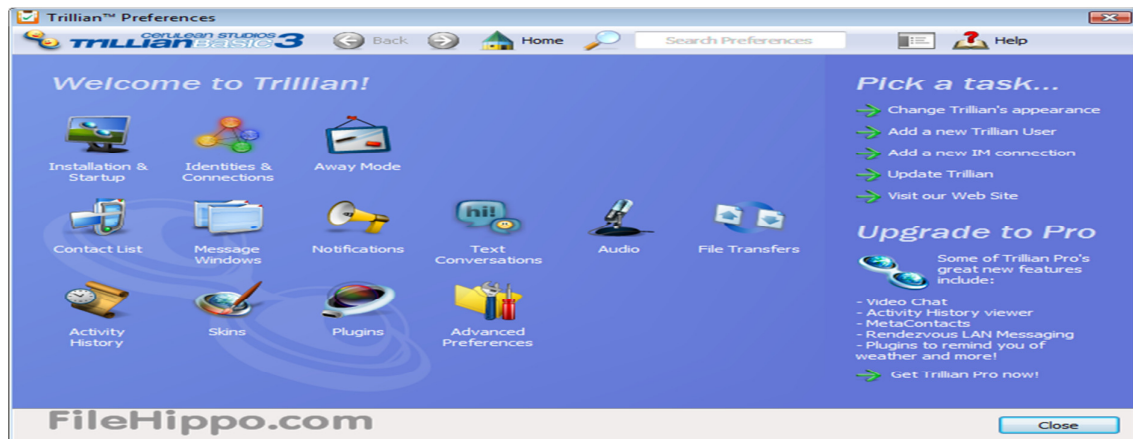 Trillian™ Preferences
CERULEAN STUDIOS
TRILLIAN BASIC 3
Back
Home
Search Preferences
Help
Welcome to Trillian!
Installation &
Startup
Identities &
Connections
Away Mode
Contact List
Message
Windows
Notifications
hi!
Text
Conversations
Audio
File Transfers
Activity
History
Skins
Plugins
Advanced
Preferences
Pick a task...
Change Trillian's appearance
Add a new Trillian User
Add a new IM connection
Update Trillian
Visit our Web Site
Upgrade to Pro
Some of Trillian Pro's
great new features
include:
- Video Chat
- Activity History viewer
- MetaContacts
- Rendezvous LAN Messaging
- Plugins to remind you of
weather and more!
Get Trillian Pro now!
FileHippo.com
Close